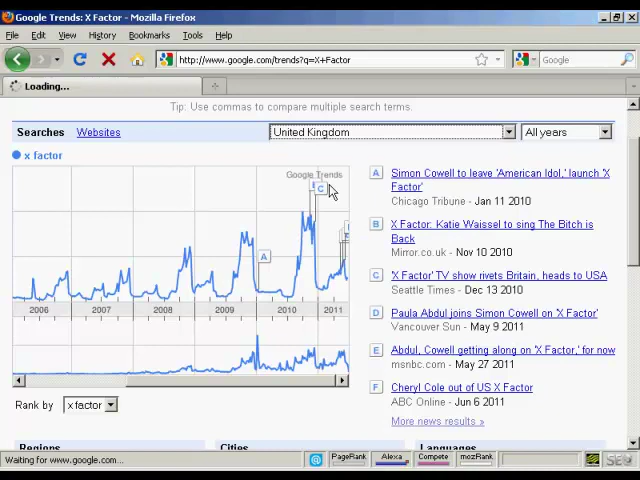 Google Trends: X Factor - Mozilla Firefox
File Edit View History Bookmarks Tools Help
http://www.google.com/trends?q=X+Factor
Google
Loading...
Tip: Use commas to compare multiple search terms.
Searches Websites United Kingdom All years
x factor
Google Trends
C
A
2006 2007 2008 2009 2010 2011
A Simon Cowell to leave 'American Idol,' launch 'X
Factor'
Chicago Tribune - Jan 11 2010
B X Factor: Katie Waissel to sing The Bitch is
Back
Mirror.co.uk - Nov 10 2010
C 'X Factor' TV show rivets Britain, heads to USA
Seattle Times - Dec 13 2010
D Paula Abdul joins Simon Cowell on 'X Factor'
Vancouver Sun - May 9 2011
E Abdul, Cowell getting along on 'X Factor,' for now
msnbc.com - May 27 2011
F Cheryl Cole out of US X Factor
ABC Online - Jun 6 2011
More news results »
Rank by x factor
Regions Cities Languages
Waiting for www.google.com...
PageRank Alexa Compete mozRank